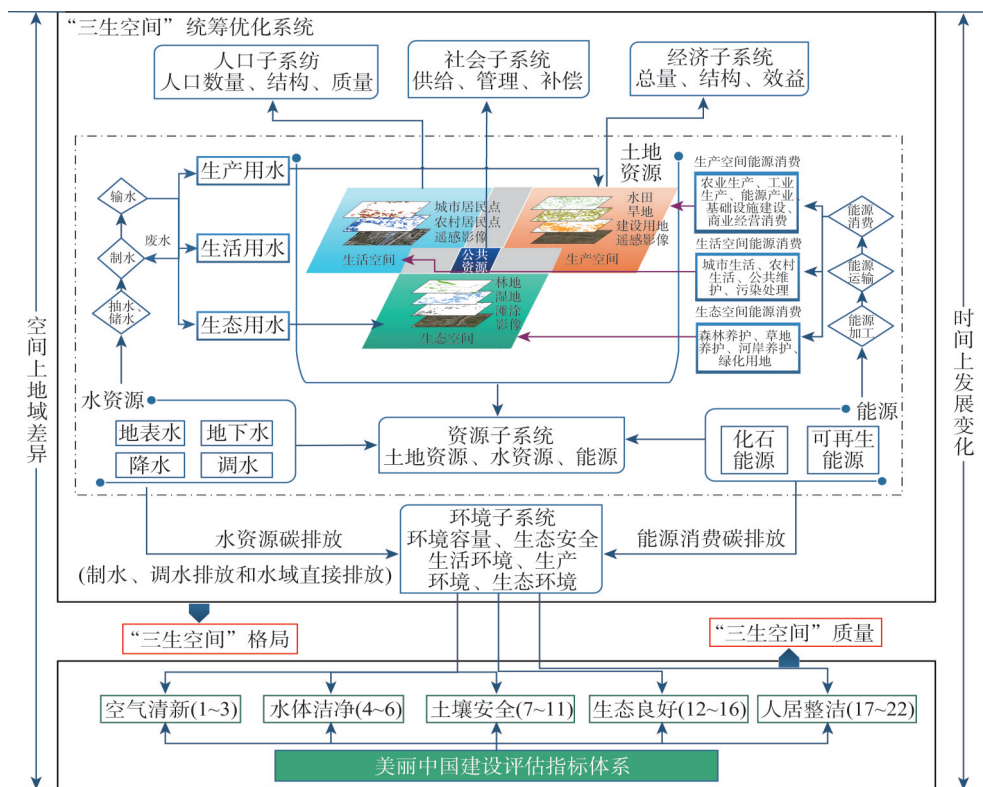 “三生空间”统筹优化系统
人口子系统
人口数量、结构、质量
社会子系统
供给、管理、补偿
经济子系统
总量、结构、效益
空间上地域差异
时间上发展变化
生产用水
生活用水
生态用水
输水
废水
制水
抽水、
储水
水资源
地表水
地下水
降水
调水
土地
资源
城市居民点
农村居民点
遥感影像
生活空间
水田
旱地
建设用地
遥感影像
生产空间
公共
资源
林地
湿地
滩涂
影像
生态空间
生产空间能源消费
农业生产、工业
生产、能源产业、
基础设施建设、
商业经营消费
生活空间能源消费
城市生活、农村
生活、公共维
护、污染处理
生态空间能源消费
森林养护、草地
养护、河岸养护、
绿化用地
能源
消费
能源
运输
能源
加工
能源
化石
能源
可再生
能源
资源子系统
土地资源、水资源、能源
环境子系统
环境容量、生态安全
生活环境、生产
环境、生态环境
水资源碳排放
(制水、调水排放和水域直接排放)
能源消费碳排放
“三生空间”格局
“三生空间”质量
空气清新(1~3)
水体洁净(4~6)
土壤安全(7~11)
生态良好(12~16)
人居整洁(17~22)
美丽中国建设评估指标体系